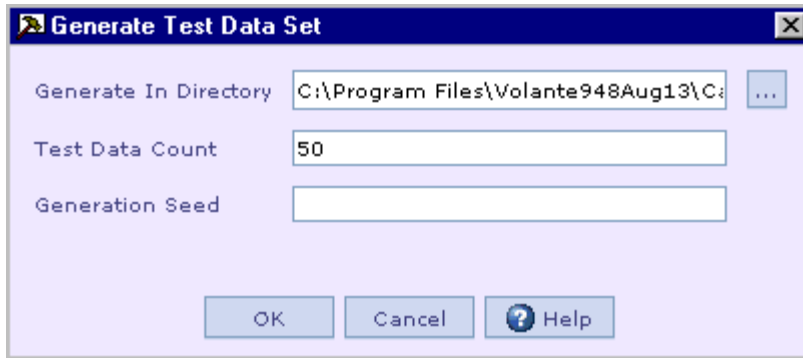 Generate Test Data Set
Generate In Directory C:\Program Files\Volante948Aug13\Ca
...
Test Data Count 50
Generation Seed
OK Cancel ? Help